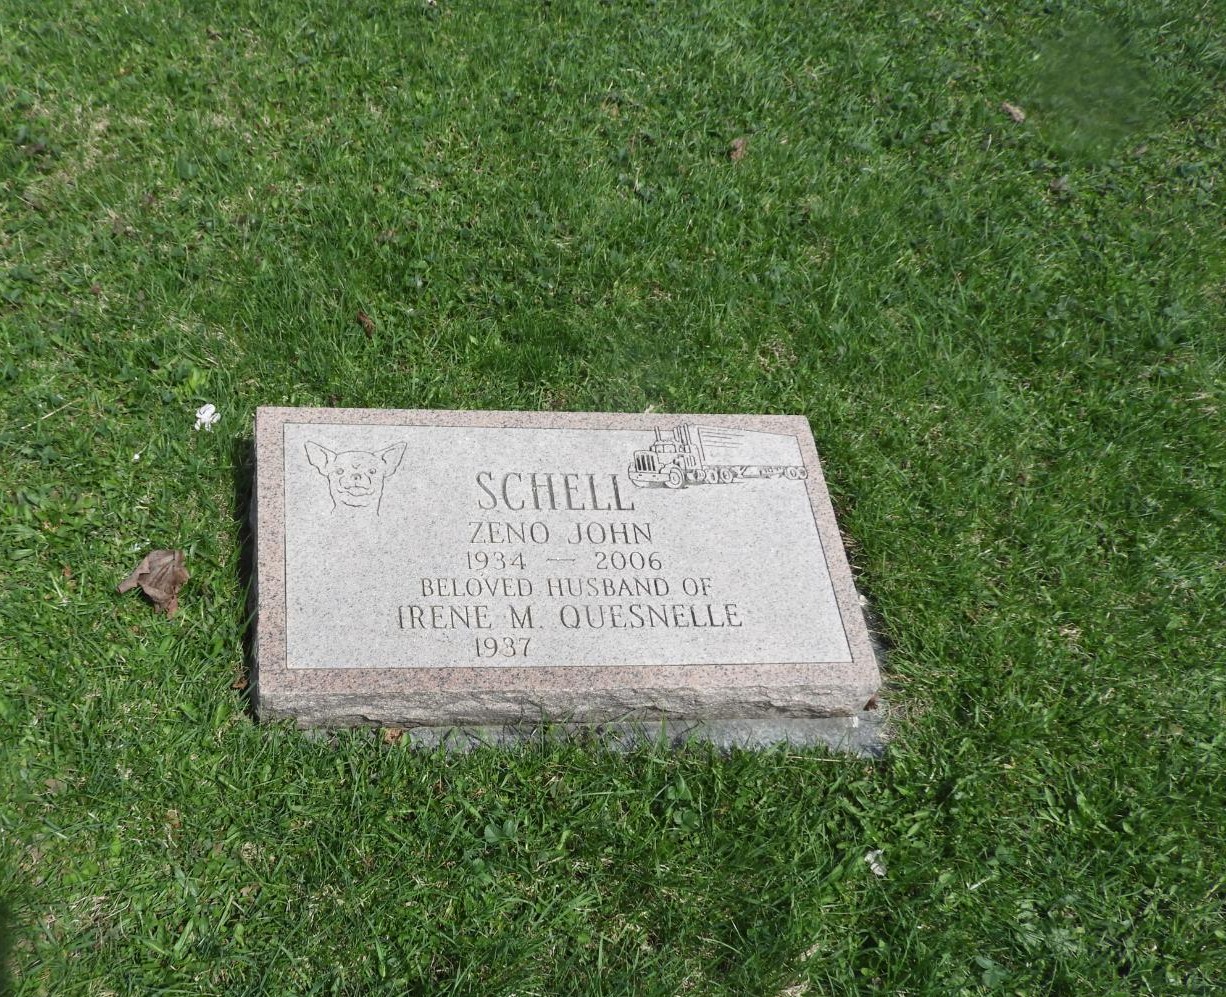 SCHELL
ZENO JOHN
1934 — 2006
BELOVED HUSBAND OF
IRENE M. QUESNELLE
1937